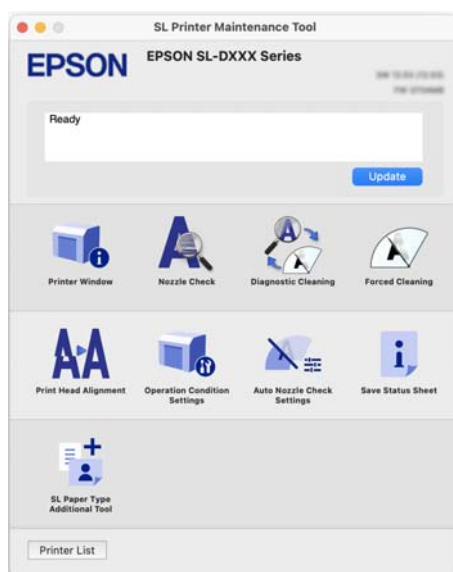 SL Printer Maintenance Tool
EPSON
EPSON SL-DXXX Series
Ready
Update
Printer Window
Nozzle Check
Diagnostic Cleaning
Forced Cleaning
Print Head Alignment
Operation Condition
Settings
Auto Nozzle Check
Settings
Save Status Sheet
SL Paper Type
Additional Tool
Printer List